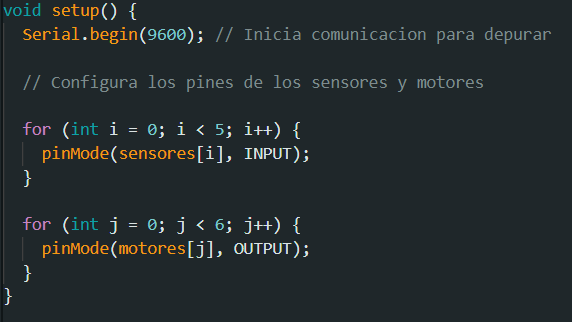 void setup() {
  Serial.begin(9600); // Inicia comunicacion para depurar
  // Configura los pines de los sensores y motores
  for (int i = 0; i < 5; i++) {
    pinMode(sensores[i], INPUT);
  }
  for (int j = 0; j < 6; j++) {
    pinMode(motores[j], OUTPUT);
  }
}